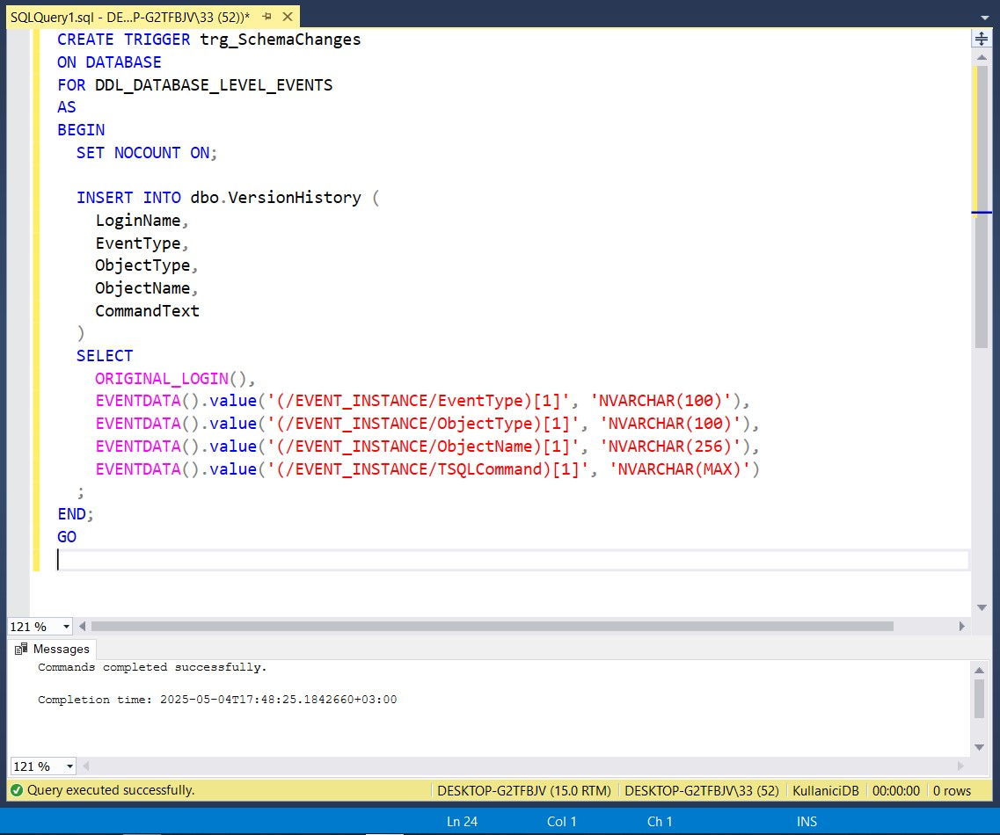 SQLQuery1.sql - DE...P-G2TFBJV\33 (52))*
CREATE TRIGGER trg_SchemaChanges
ON DATABASE
FOR DDL_DATABASE_LEVEL_EVENTS
AS
BEGIN
SET NOCOUNT ON;
INSERT INTO dbo.VersionHistory (
LoginName,
EventType,
ObjectType,
ObjectName,
CommandText
)
SELECT
ORIGINAL_LOGIN(),
EVENTDATA().value('(/EVENT_INSTANCE/EventType)[1]', 'NVARCHAR(100)'),
EVENTDATA().value('(/EVENT_INSTANCE/ObjectType)[1]', 'NVARCHAR(100)'),
EVENTDATA().value('(/EVENT_INSTANCE/ObjectName)[1]', 'NVARCHAR(256)'),
EVENTDATA().value('(/EVENT_INSTANCE/TSQLCommand)[1]', 'NVARCHAR(MAX)')
;
END;
GO
121 %
Messages
Commands completed successfully.
Completion time: 2025-05-04T17:48:25.1842660+03:00
121 %
Query executed successfully. DESKTOP-G2TFBJV (15.0 RTM) DESKTOP-G2TFBJV\33 (52) KullaniciDB 00:00:00 0 rows
Ln 24 Col 1 Ch 1 INS